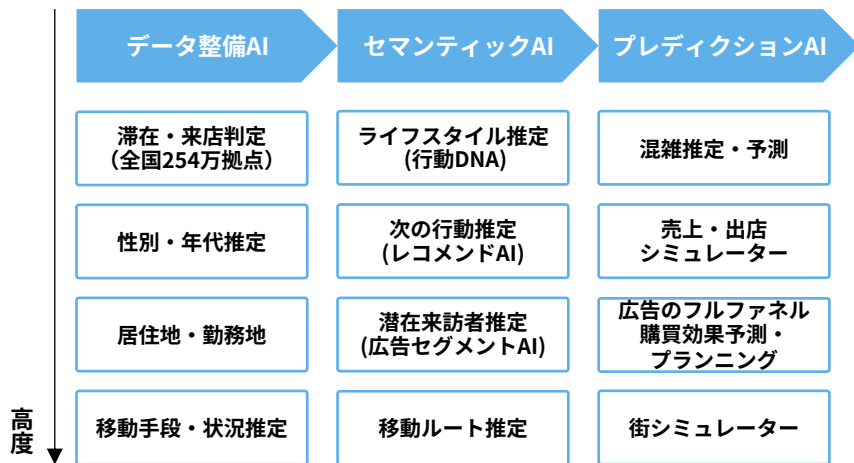 データ整備AI
セマンティックAI
プレディクションAI
滞在・来店判定
（全国254万拠点）
ライフスタイル推定
(行動DNA)
混雑推定・予測
性別・年代推定
次の行動推定
(レコメンドAI)
売上・出店
シミュレーター
居住地・勤務地
潜在来訪者推定
(広告セグメントAI)
広告のフルファネル
購買効果予測・
プランニング
移動手段・状況推定
移動ルート推定
街シミュレーター
高度